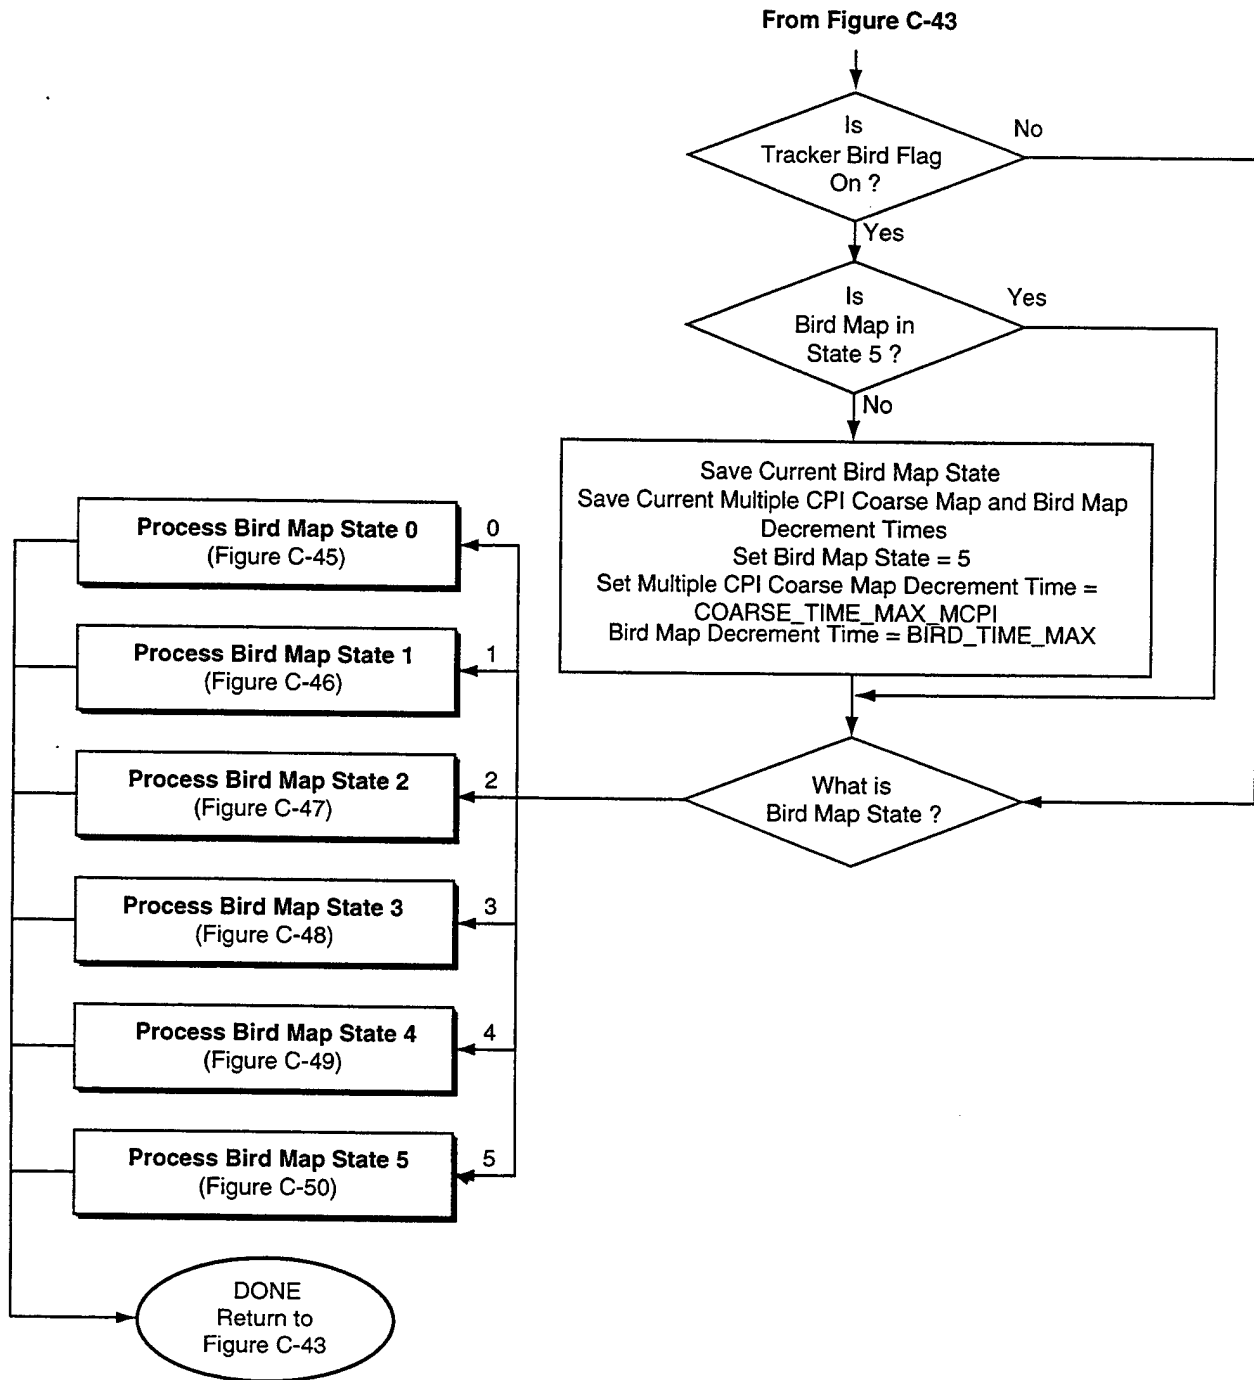 From Figure C-43
Is
Tracker Bird Flag
On ?
No
Yes
Is
Bird Map in
State 5 ?
Yes
No
Save Current Bird Map State
Save Current Multiple CPI Coarse Map and Bird Map
Decrement Times
Set Bird Map State = 5
Set Multiple CPI Coarse Map Decrement Time =
COARSE_TIME_MAX_MCPI
Bird Map Decrement Time = BIRD_TIME_MAX
What is
Bird Map State ?
Process Bird Map State 0
(Figure C-45)
0
Process Bird Map State 1
(Figure C-46)
1
Process Bird Map State 2
(Figure C-47)
2
Process Bird Map State 3
(Figure C-48)
3
Process Bird Map State 4
(Figure C-49)
4
Process Bird Map State 5
(Figure C-50)
5
DONE
Return to
Figure C-43